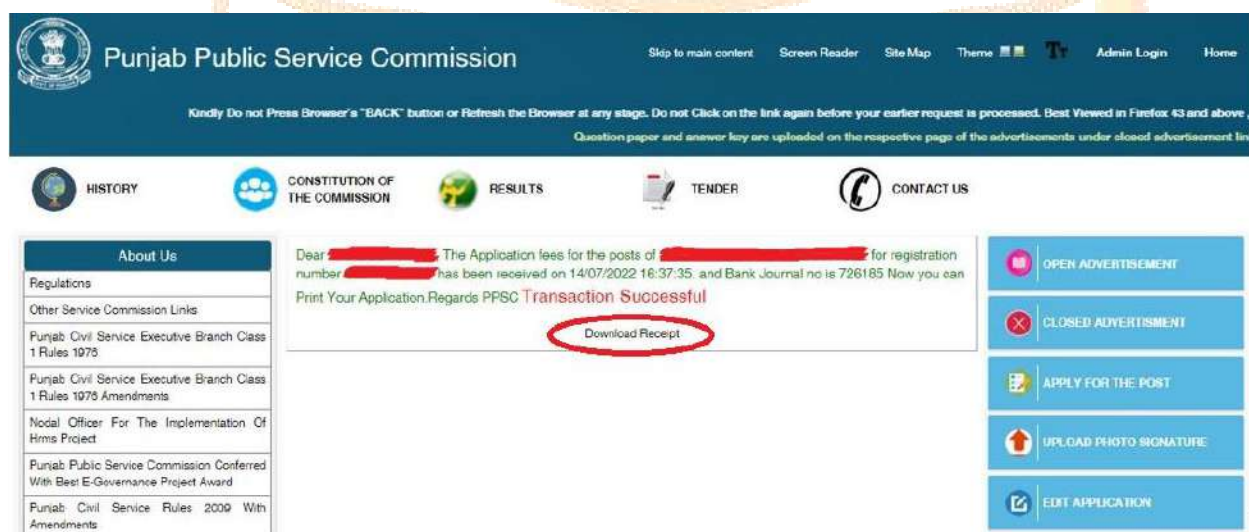 Punjab Public Service Commission
Skip to main content Screen Reader Site Map Theme Tт Admin Login Home
Kindly Do not Press Browser's "BACK" button or Refresh the Browser at any stage. Do not Click on the link again before your earlier request is processed. Best Viewed in Firefox 43 and above
Question paper and answer key are uploaded on the respective page of the advertisements under closed advertisment lin
HISTORY
CONSTITUTION OF
THE COMMISSION
RESULTS
TENDER
CONTACT US
About Us
Regulations
Other Service Commission Links
Punjab Civil Service Executive Branch Class
1 Rules 1976
Punjab Civil Service Executive Branch Class
1 Rules 1976 Amendments
Nodal Officer For The Implementation Of
Hrms Project
Punjab Public Service Commission Conferred
With Best E-Governance Project Award
Punjab Civil Service Rules 2009 With
Amendments
Dear The Application fees for the posts of for registration
number has been received on 14/07/2022 16:37:35. and Bank Journal no is 726185 Now you can
Print Your Application.Regards PPSC Transaction Successful
Download Receipt
OPEN ADVERTISEMENT
CLOSED ADVERTISMENT
APPLY FOR THE POST
UPLOAD PHOTO SIGNATURE
EDIT APPLICATION